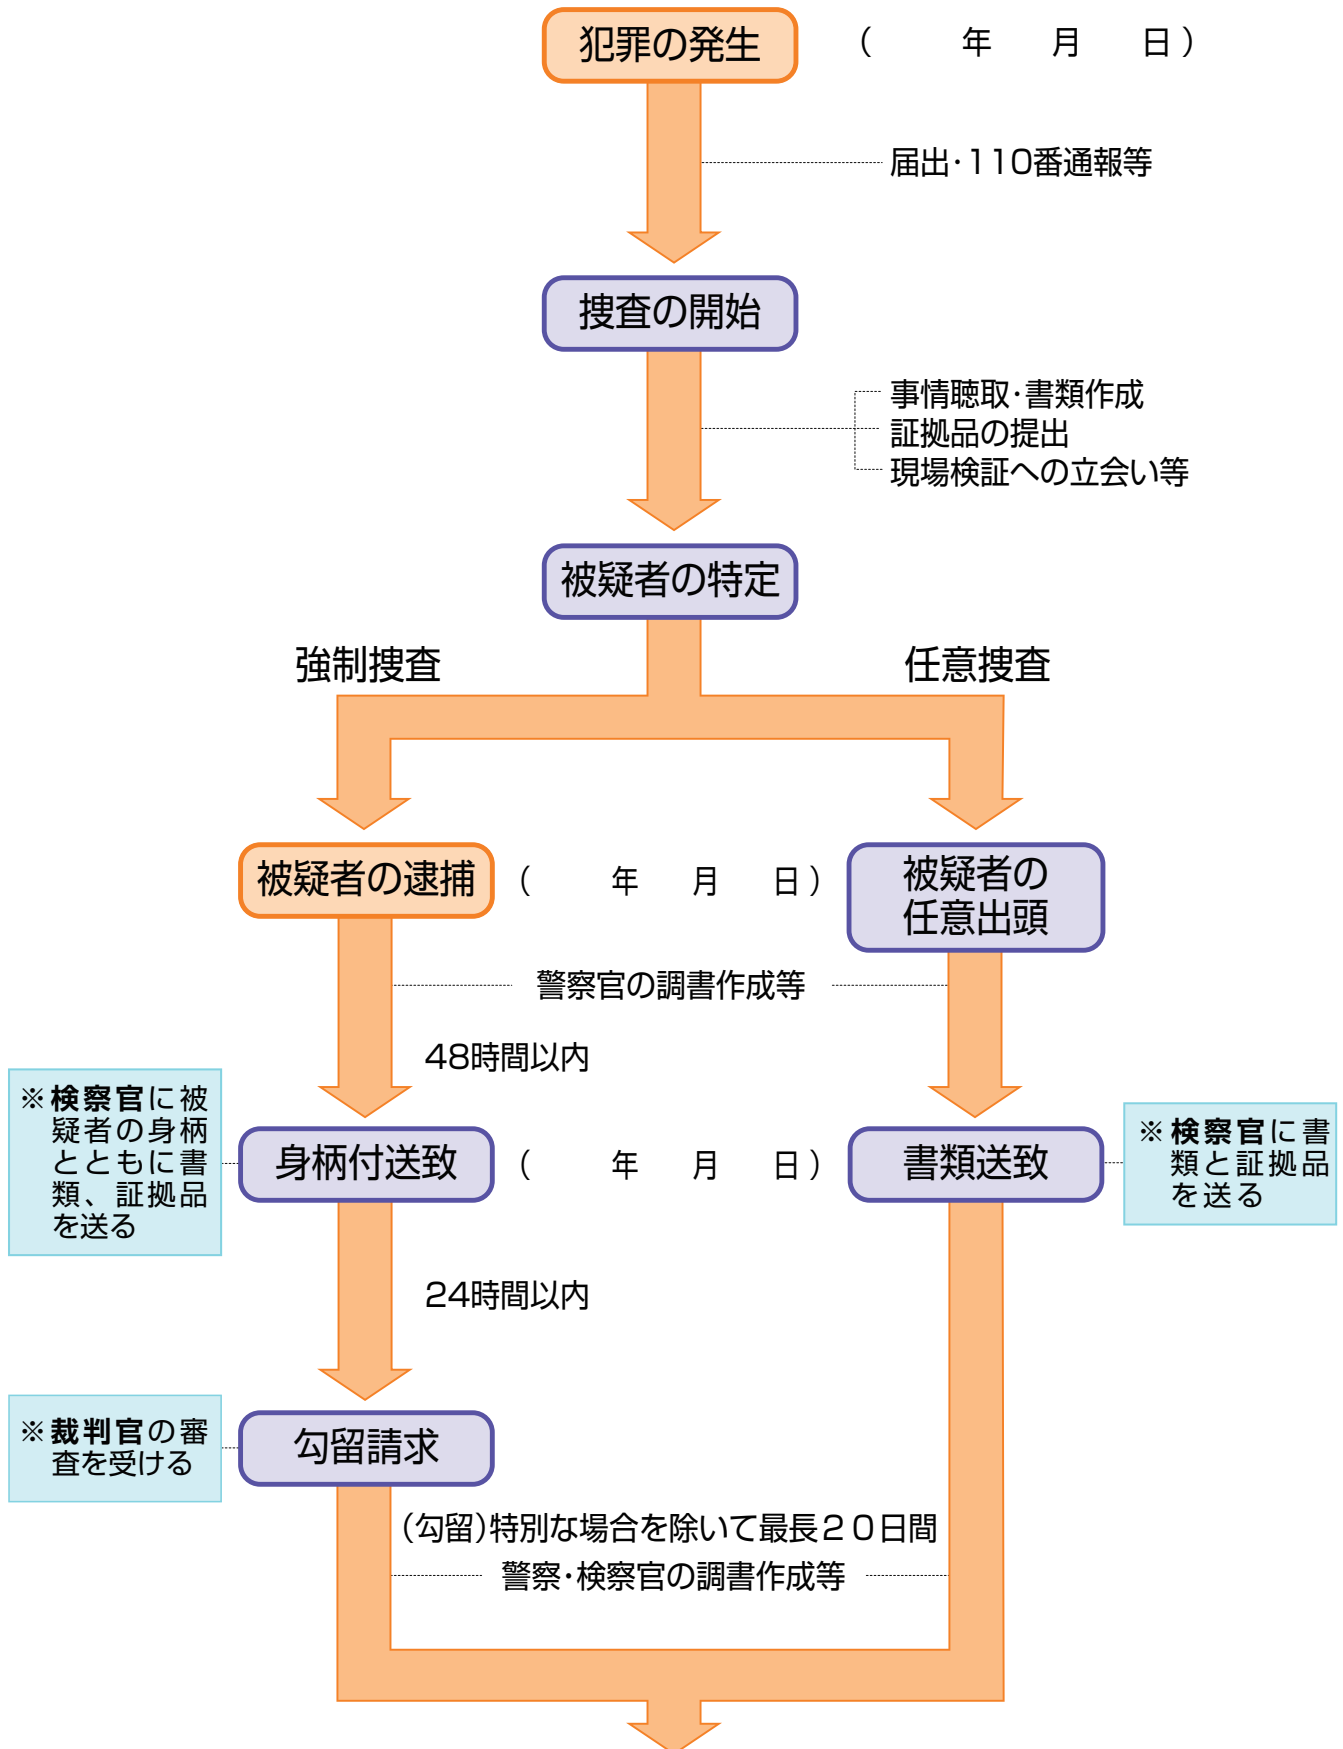 犯罪の発生 （　　年　　月　　日）
届出･110番通報等
捜査の開始
事情聴取･書類作成
証拠品の提出
現場検証への立会い等
被疑者の特定
強制捜査
任意捜査
被疑者の逮捕 （　　年　　月　　日）
被疑者の
任意出頭
警察官の調書作成等
48時間以内
※検察官に被
疑者の身柄
とともに書
類、証拠品
を送る
身柄付送致 （　　年　　月　　日）
書類送致
※検察官に書
類と証拠品
を送る
24時間以内
※裁判官の審
査を受ける
勾留請求
（勾留）特別な場合を除いて最長２０日間
警察･検察官の調書作成等